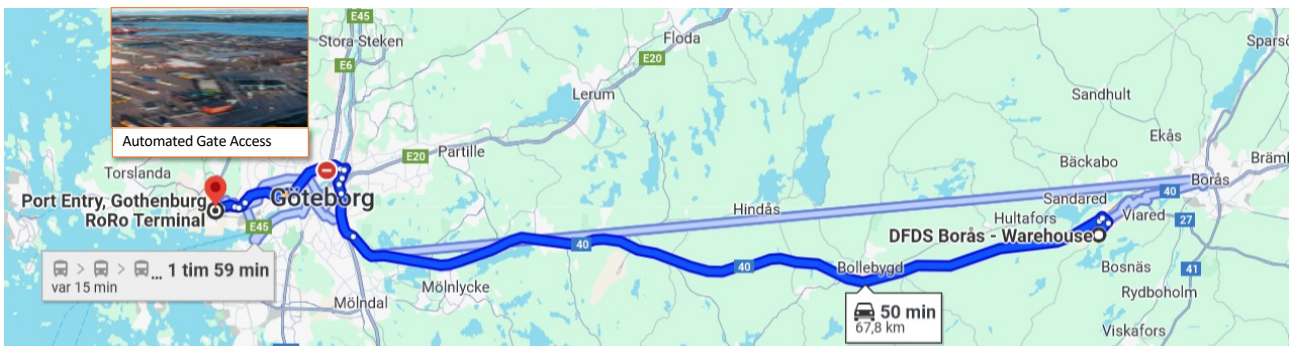 E45
Stora Steken
E6
Floda
E20
Sparsö
Lerum
Sandhult
Automated Gate Access
Ekås
E20
Partille
Bäckabo
Torslanda
40
Borås
Port Entry, Gothenburg
RoRo Terminal
Göteborg
Sandared
Hindås
Hultafors
Viared
27
E45
40
DFDS Borås - Warehouse
... 1 tim 59 min
var 15 min
40
Bollebygd
Bosnäs
41
Mölnlycke
Rydboholm
Mölndal
50 min
67,8 km
Viskafors